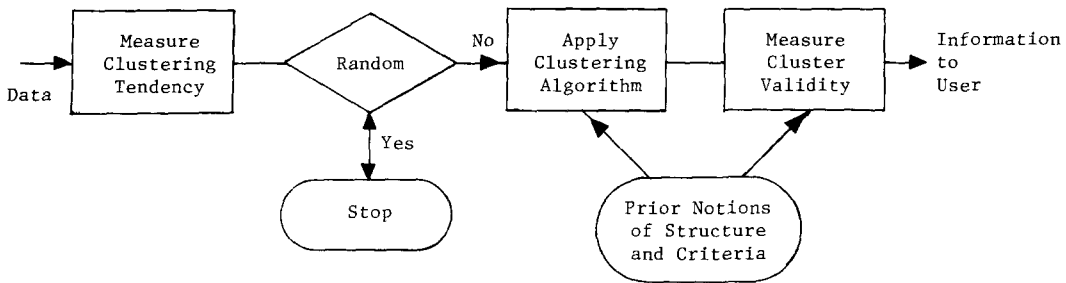 Data
Measure
Clustering
Tendency
Random
No
Yes
Stop
Apply
Clustering
Algorithm
Measure
Cluster
Validity
Information
to
User
Prior Notions
of Structure
and Criteria